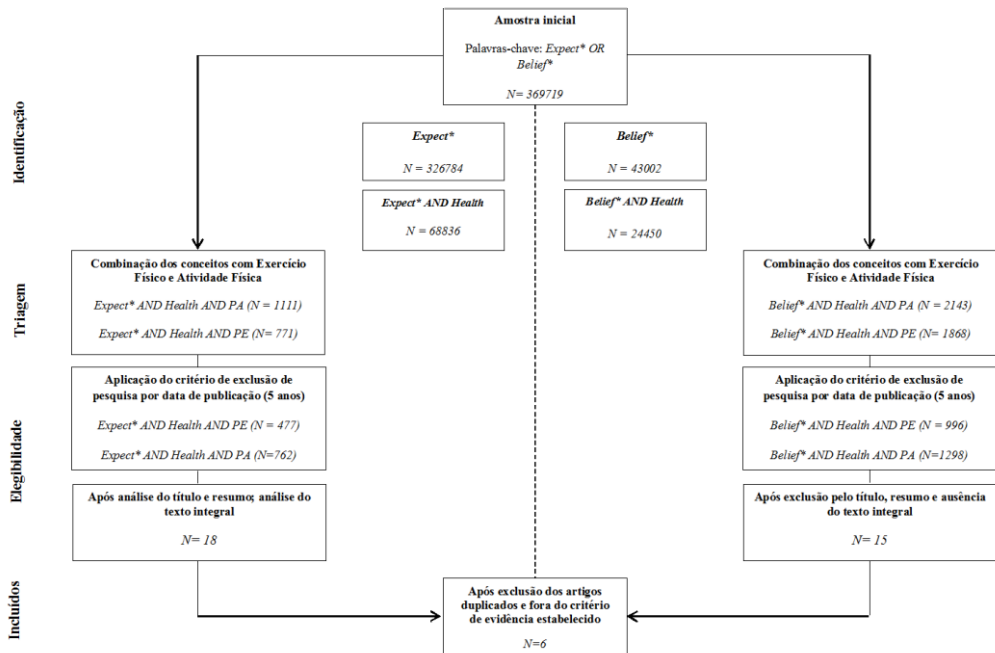 Amostra inicial
Palavras-chave: Expect* OR
Belief*
N= 369719
Identificação
Expect*
N = 326784
Belief*
N = 43002
Expect* AND Health
N = 68836
Belief* AND Health
N = 24450
Triagem
Combinação dos conceitos com Exercício
Físico e Atividade Física
Expect* AND Health AND PA (N = 1111)
Expect* AND Health AND PE (N= 771)
Combinação dos conceitos com Exercício
Físico e Atividade Física
Belief* AND Health AND PA (N = 2143)
Belief* AND Health AND PE (N= 1868)
Elegibilidade
Aplicação do critério de exclusão de
pesquisa por data de publicação (5 anos)
Expect* AND Health AND PE (N = 477)
Expect* AND Health AND PA (N=762)
Aplicação do critério de exclusão de
pesquisa por data de publicação (5 anos)
Belief* AND Health AND PE (N = 996)
Belief* AND Health AND PA (N=1298)
Após análise do título e resumo; análise do
texto integral
N= 18
Após exclusão pelo título, resumo e ausência
do texto integral
N= 15
Incluídos
Após exclusão dos artigos
duplicados e fora do critério
de evidência estabelecido
N=6